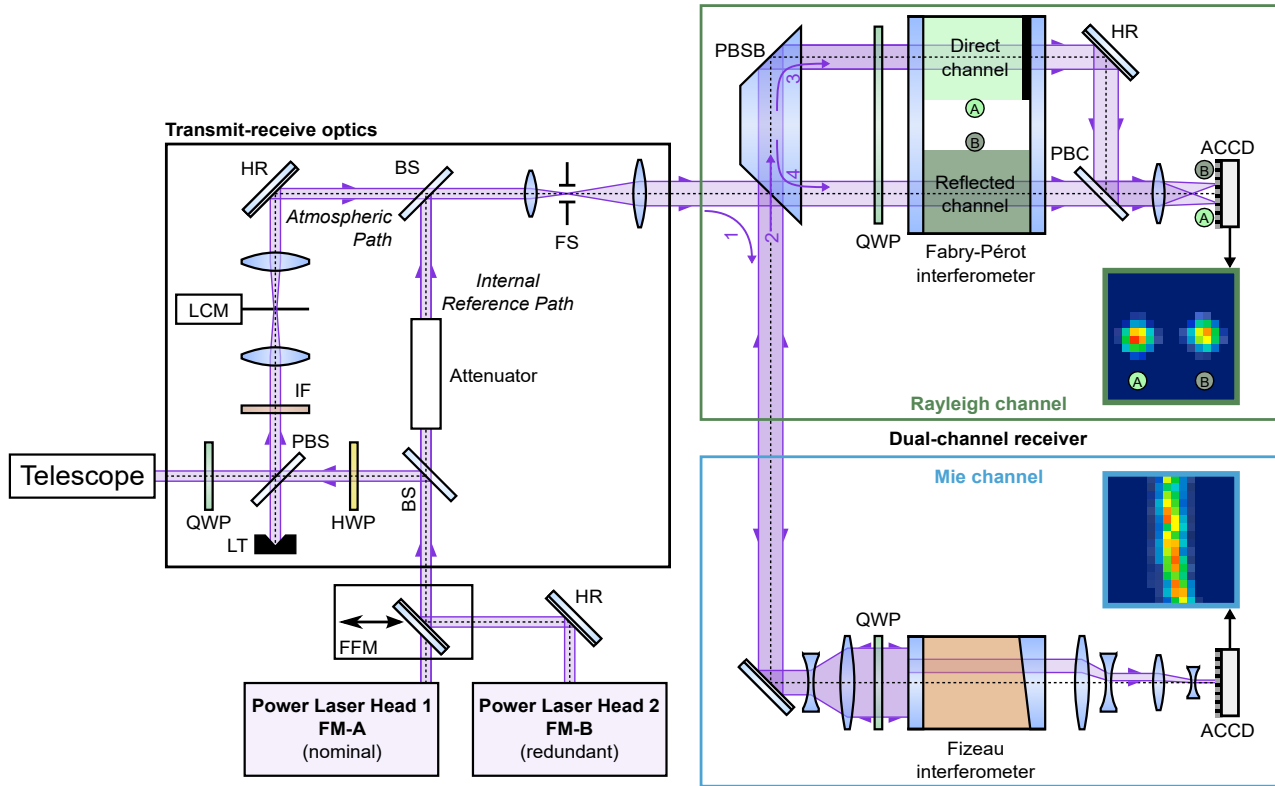 Transmit-receive optics
HR
BS
Atmospheric
Path
FS
LCM
Internal
Reference Path
IF
Attenuator
PBS
Telescope
QWP
HWP
BS
LT
FFM
HR
Power Laser Head 1
FM-A
(nominal)
Power Laser Head 2
FM-B
(redundant)
PBSB
Direct
channel
HR
3
A
B
4
PBC
ACCD
B
Reflected
channel
A
1
2
QWP
Fabry-Pérot
interferometer
A
B
Rayleigh channel
Dual-channel receiver
Mie channel
QWP
Fizeau
interferometer
ACCD